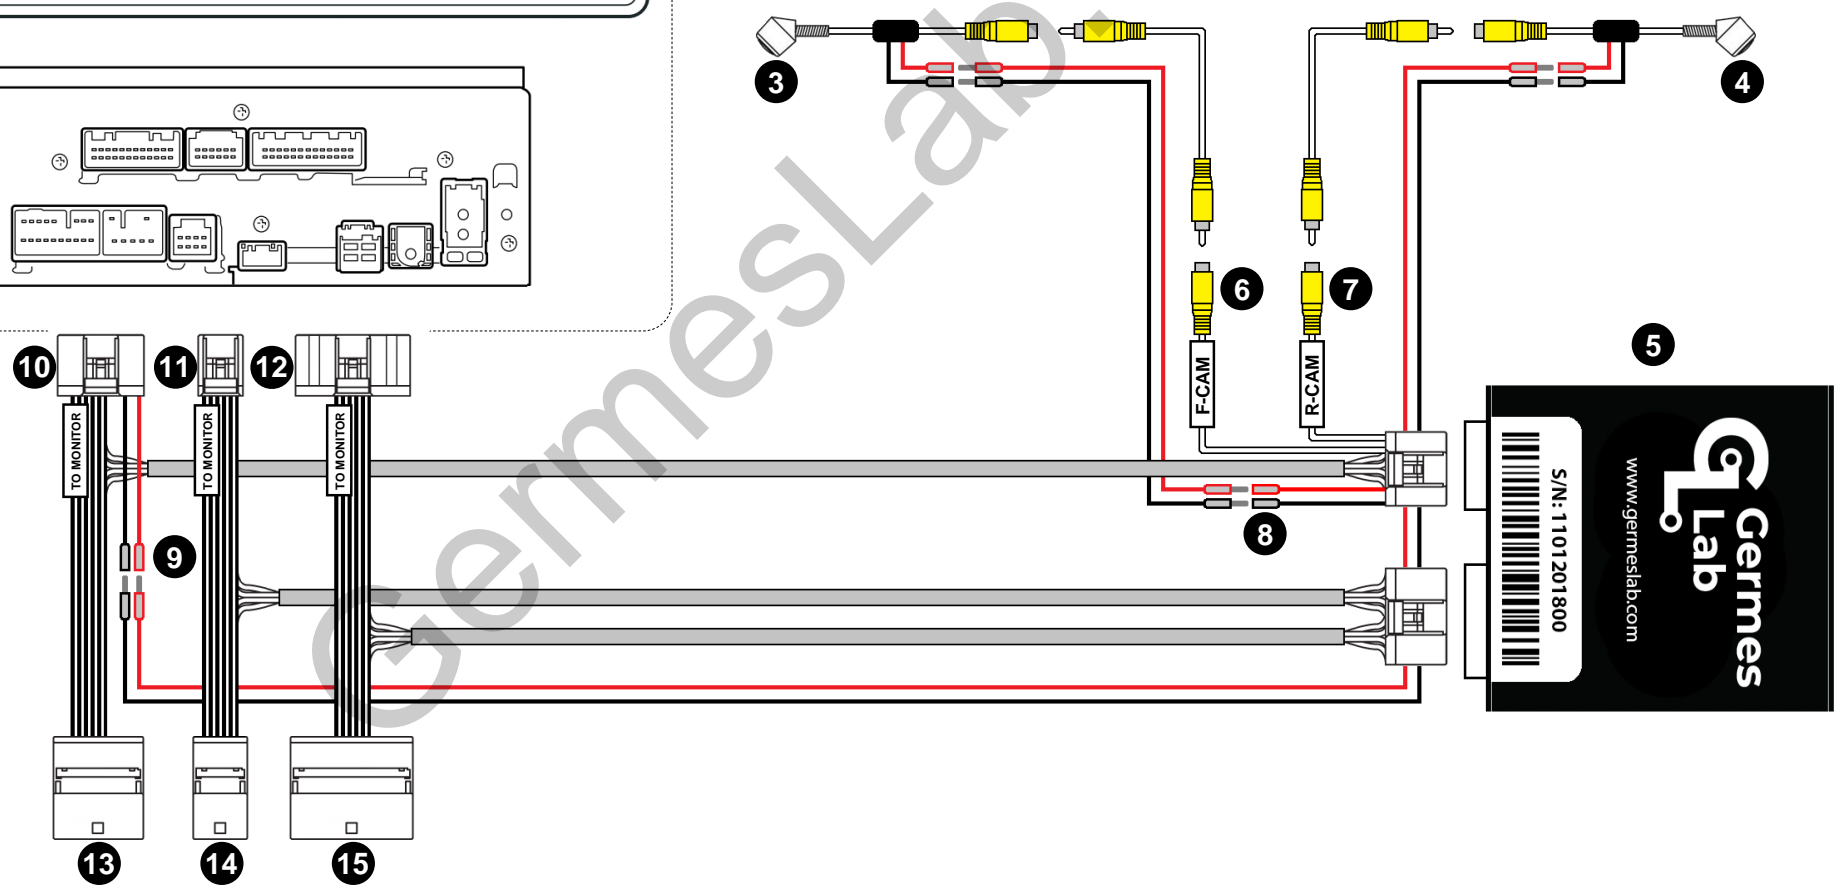 3
4
6
7
5
10
11
12
F-CAM
R-CAM
TO MONITOR
TO MONITOR
TO MONITOR
8
9
S/N: 1101201800
www.germeslab.com
Germes
Lab
13
14
15
GermesLab.